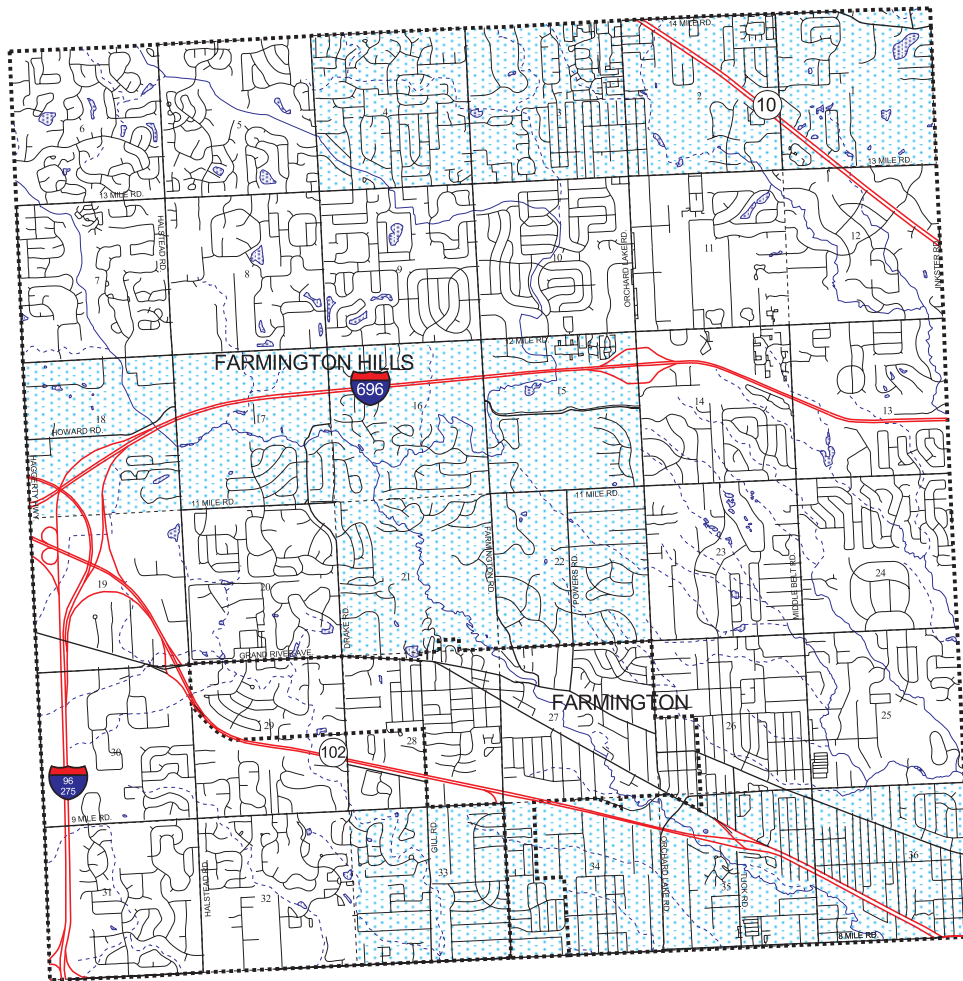 14 MILE RD.
10
1
2
3
4
5
6
13 MILE RD.
13 MILE RD.
HALSTEAD RD
ORCHARD LAKE RD.
INKSTER RD.
7
8
9
10
11
12
12 MILE RD.
FARMINGTON HILLS
696
18
17
16
15
14
13
HOWARD RD.
HAGGERTY HWY
11 MILE RD.
11 MILE RD.
19
20
21
22
23
24
DRAKE RD.
FARMINGTON RD.
POWERS RD.
MIDDLE BELT RD.
GRAND RIVER AVE
FARMINGTON
30
29
28
27
26
25
102
96
275
9 MILE RD.
HALSTEAD RD.
GILL RD.
ORCHARD LAKE RD.
TUCK RD
31
32
33
34
35
36
8 MILE RD.